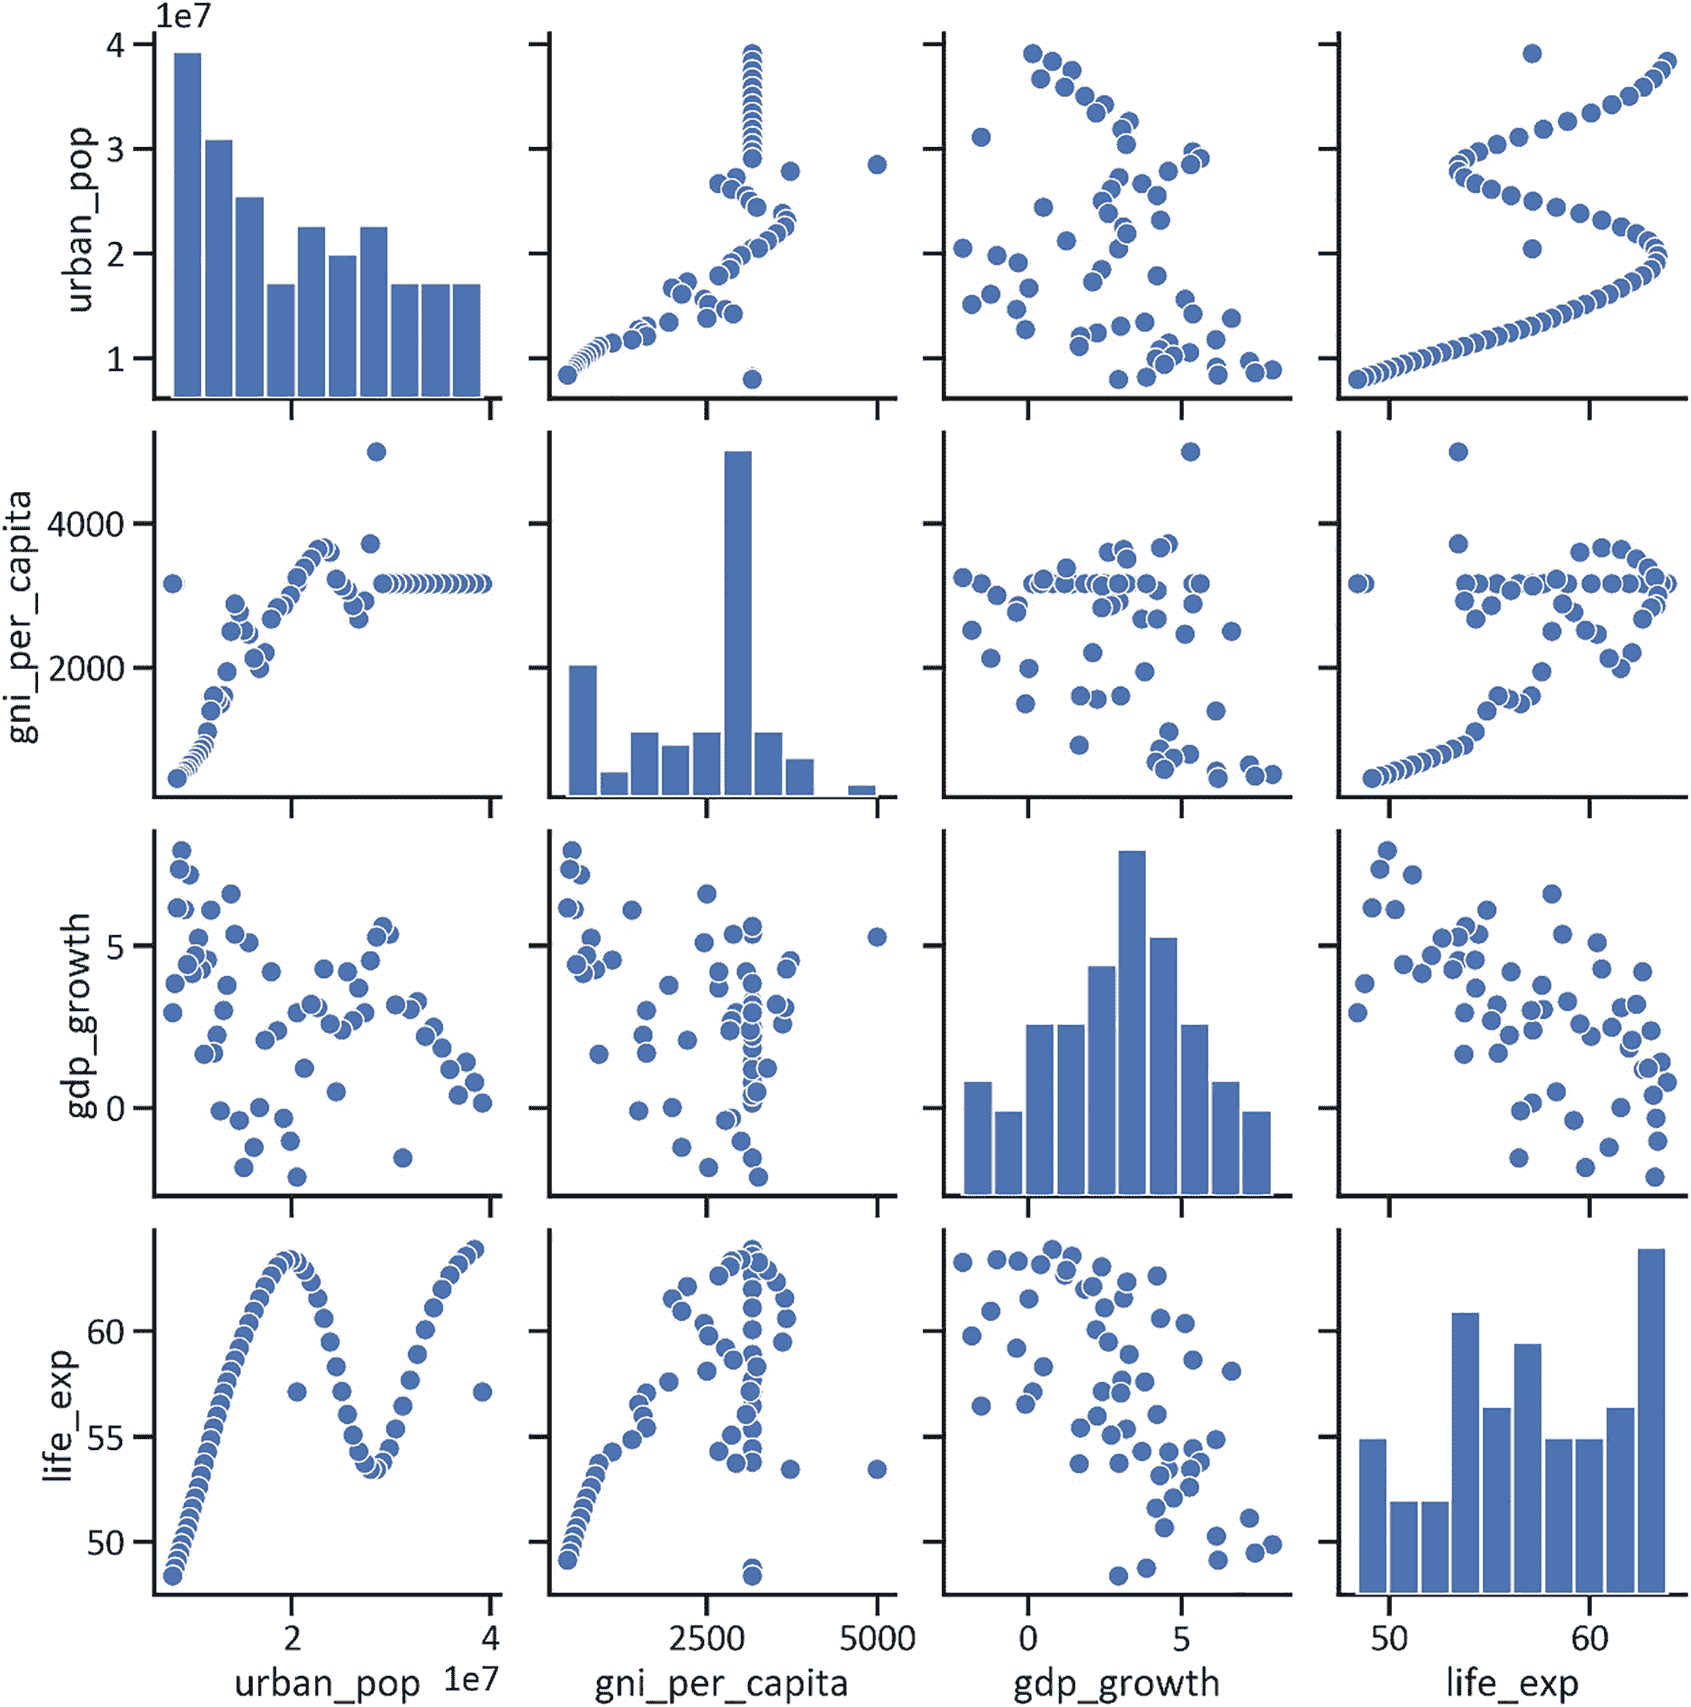 1e7
4
3
2
1
urban_pop
4000
2000
gni_per_capita
5
0
gdp_growth
60
55
50
life_exp
2 4 2500 5000 0 5 50 60
urban_pop 1e7 gni_per_capita gdp_growth life_exp